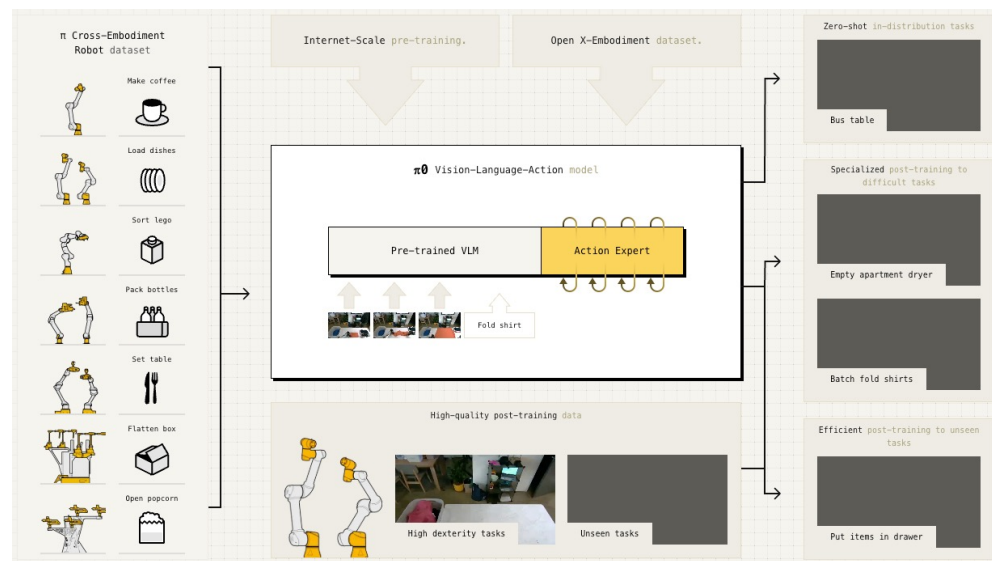 π Cross-Embodiment
Robot dataset
Make coffee
Load dishes
Sort lego
Pack bottles
Set table
Flatten box
Open popcorn
Internet-Scale pre-training.
Open X-Embodiment dataset.
π0 Vision-Language-Action model
Pre-trained VLM
Action Expert
Fold shirt
High-quality post-training data
High dexterity tasks
Unseen tasks
Zero-shot in-distribution tasks
Bus table
Specialized post-training to
difficult tasks
Empty apartment dryer
Batch fold shirts
Efficient post-training to unseen
tasks
Put items in drawer